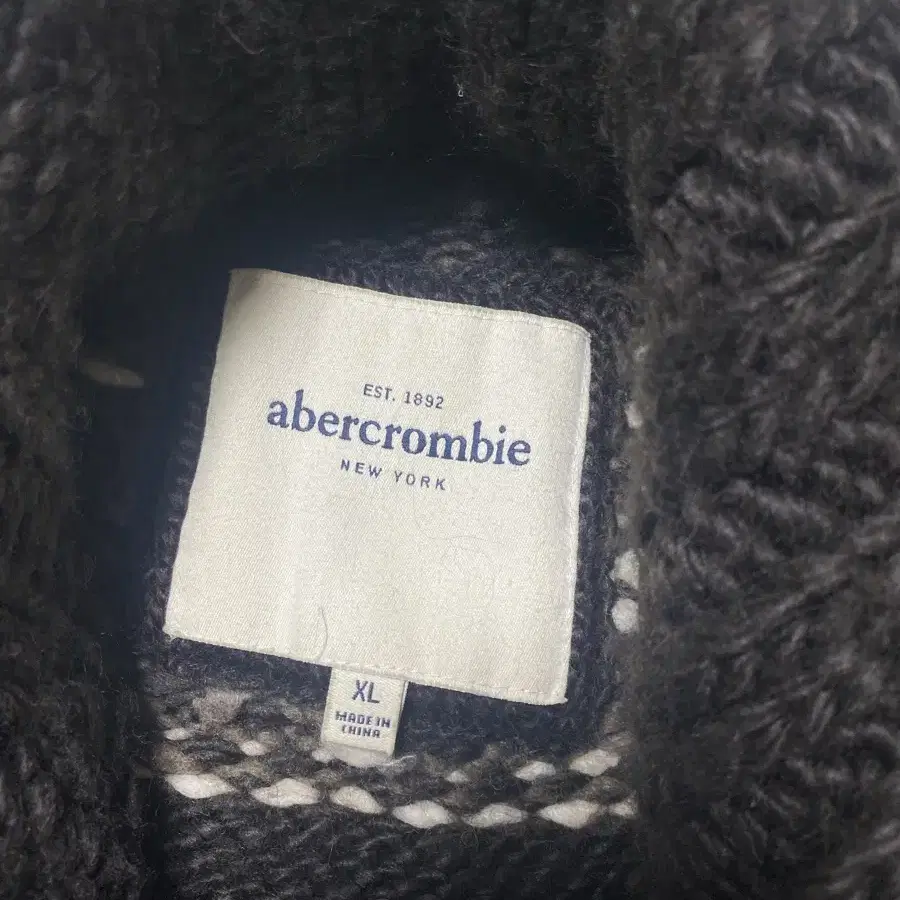 EST. 1892
abercrombie
NEW YORK
XL
MADE IN
CHINA